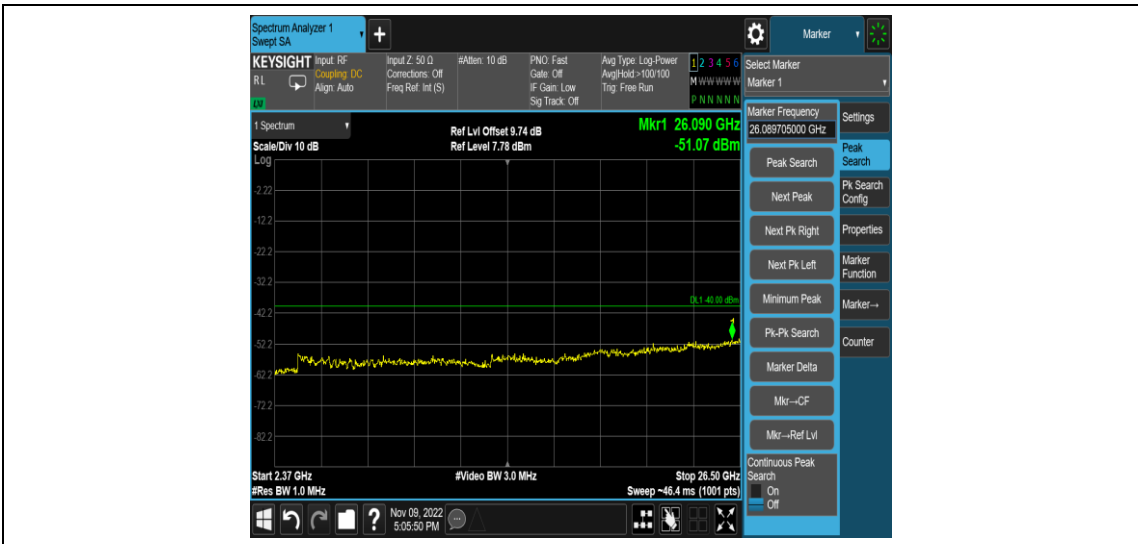 Spectrum Analyzer 1
Swept SA
+
Marker
KEYSIGHT
RL
LXI
Input: RF
Coupling: DC
Align: Auto
Input Z: 50 Ω
Corrections: Off
Freq Ref: Int (S)
#Atten: 10 dB
PNO: Fast
Gate: Off
IF Gain: Low
Sig Track: Off
Avg Type: Log-Power
Avg|Hold:>100/100
Trig: Free Run
1 2 3 4 5 6
M W W W W W
P N N N N N
Select Marker
Marker 1
1 Spectrum
Scale/Div 10 dB
Log
Ref Lvl Offset 9.74 dB
Ref Level 7.78 dBm
Mkr1 26.090 GHz
-51.07 dBm
-2.22
-12.2
-22.2
-32.2
-42.2
-52.2
-62.2
-72.2
-82.2
DL1 -40.00 dBm
1
Start 2.37 GHz
#Res BW 1.0 MHz
#Video BW 3.0 MHz
Stop 26.50 GHz
Sweep ~46.4 ms (1001 pts)
Marker Frequency
26.089705000 GHz
Peak Search
Next Peak
Next Pk Right
Next Pk Left
Minimum Peak
Pk-Pk Search
Marker Delta
Mkr→CF
Mkr→Ref Lvl
Continuous Peak
Search
On
Off
Settings
Peak
Search
Pk Search
Config
Properties
Marker
Function
Marker→
Counter
?
Nov 09, 2022
5:05:50 PM